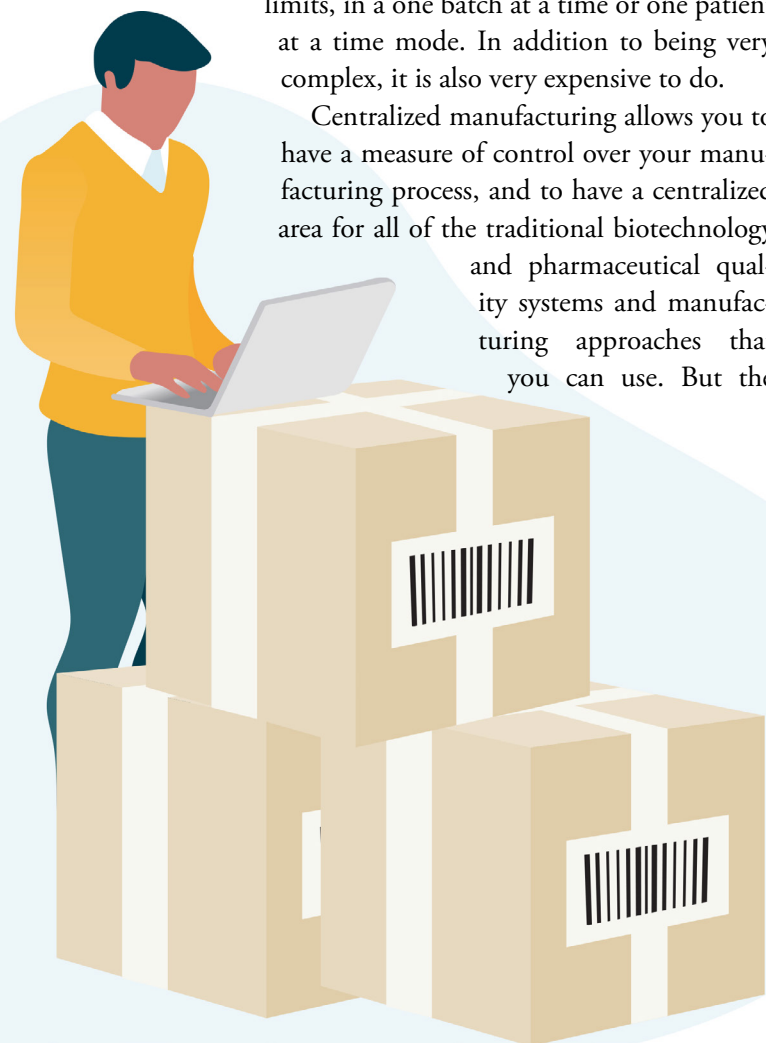 limits, in a one batch at a time or one patient
at a time mode. In addition to being very
complex, it is also very expensive to do.
Centralized manufacturing allows you to
have a measure of control over your manu-
facturing process, and to have a centralized
area for all of the traditional biotechnology
and pharmaceutical qual-
ity systems and manufac-
turing approaches that
you can use. But the